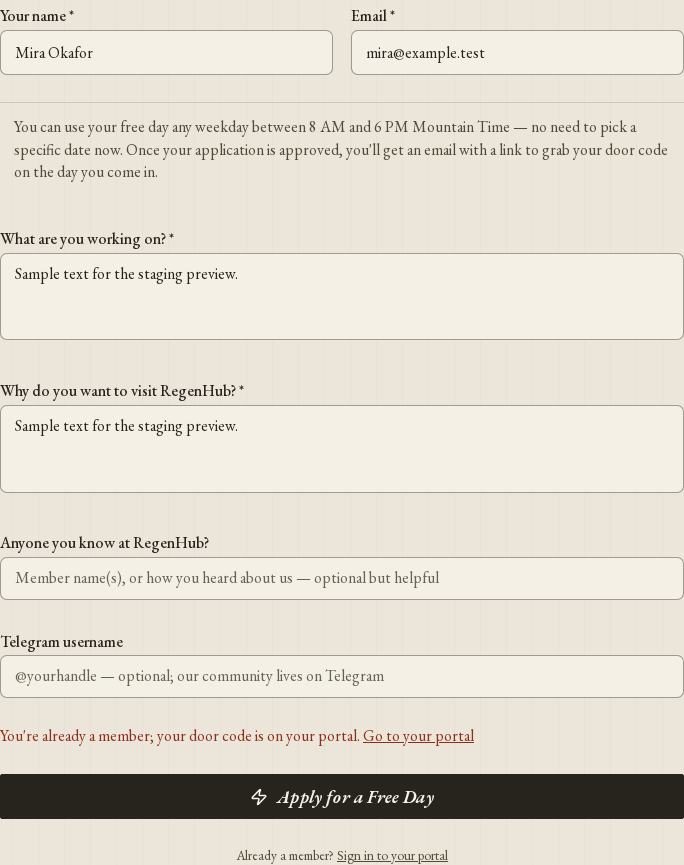 Your name *
Email *
Mira Okafor
mira@example.test
You can use your free day any weekday between 8 AM and 6 PM Mountain Time — no need to pick a
specific date now. Once your application is approved, you'll get an email with a link to grab your door code
on the day you come in.
What are you working on? *
Sample text for the staging preview.
Why do you want to visit RegenHub? *
Sample text for the staging preview.
Anyone you know at RegenHub?
Member name(s), or how you heard about us — optional but helpful
Telegram username
@yourhandle — optional; our community lives on Telegram
You're already a member; your door code is on your portal. Go to your portal
Apply for a Free Day
Already a member? Sign in to your portal